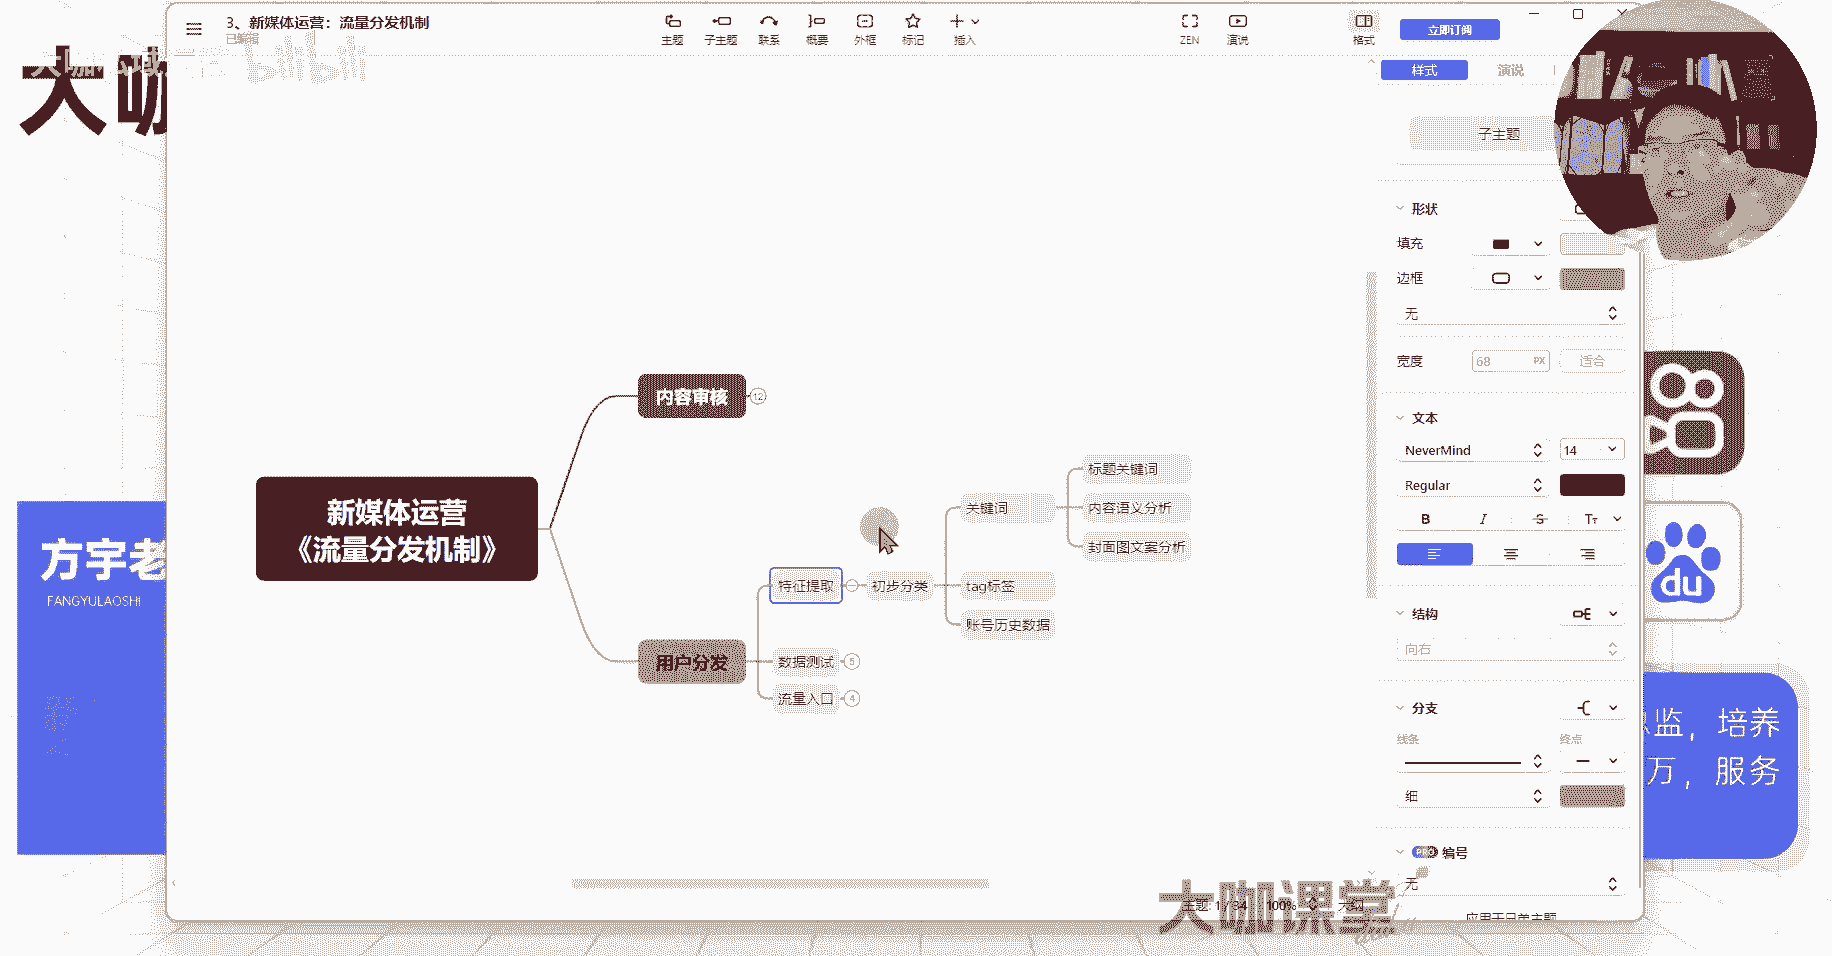 3、新媒体运营：流量分发机制
已编辑
主题
子主题
联系
概要
外框
标记
插入
ZEN
演说
格式
立即订阅
bilibili
大咖
样式
演说
子主题
形状
填充
边框
无
宽度
68
PX
适合
文本
NeverMind
14
Regular
B
I
S
Tт
结构
向右
分支
线条
终点
细
PRO
编号
无
内容审核
12
新媒体运营
《流量分发机制》
用户分发
特征提取
初步分类
关键词
标题关键词
内容语义分析
封面图文案分析
tag标签
账号历史数据
数据测试
5
流量入口
4
方宇老
FANGYULAOSHI
du
监，培养
万，服务
大咖课堂
主题: 1 / 34
100%
大纲